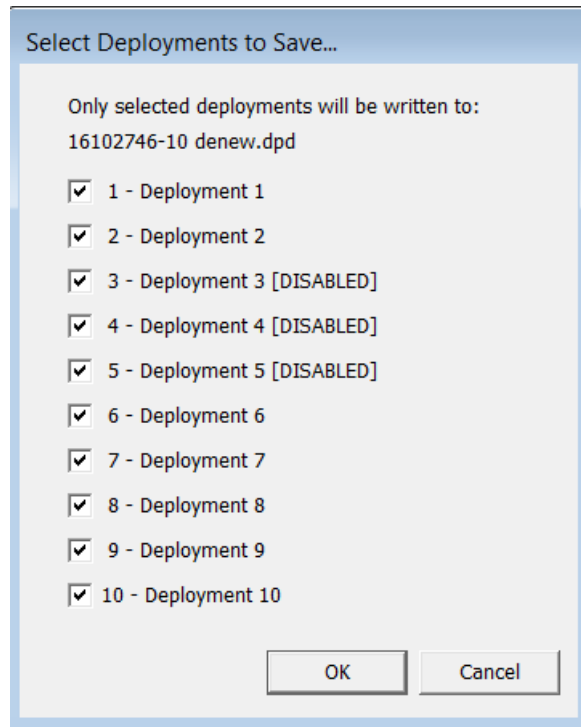 Select Deployments to Save...
Only selected deployments will be written to:
16102746-10 denew.dpd
1 - Deployment 1
2 - Deployment 2
3 - Deployment 3 [DISABLED]
4 - Deployment 4 [DISABLED]
5 - Deployment 5 [DISABLED]
6 - Deployment 6
7 - Deployment 7
8 - Deployment 8
9 - Deployment 9
10 - Deployment 10
OK Cancel